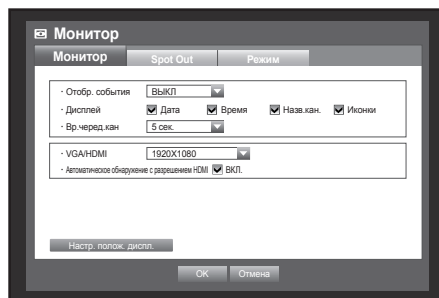 Монитор
Монитор Spot Out Режим
· Отобр. события ВЫКЛ
· Дисплей Дата Время Назв.кан. Иконки
· Вр.черед.кан 5 сек.
· VGA/HDMI 1920X1080
· Автоматическое обнаружение с разрешением HDMI ВКЛ.
Настр. полож. диспл.
OK Отмена